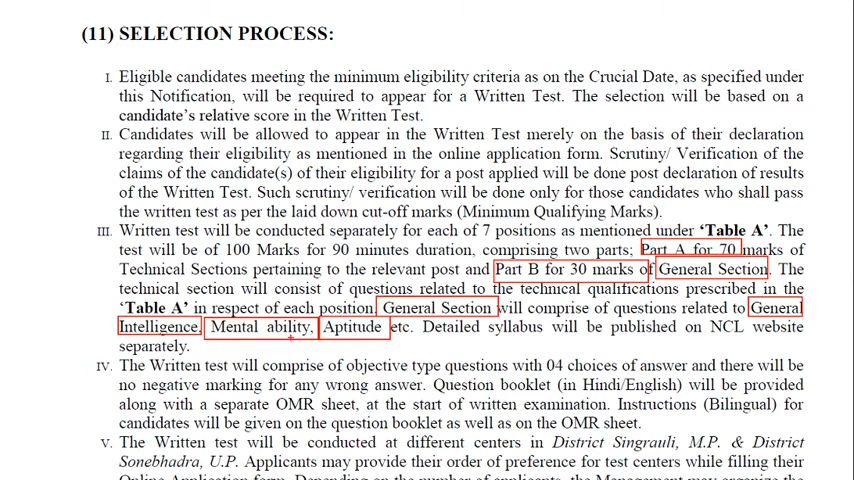 (11) SELECTION PROCESS:
I. Eligible candidates meeting the minimum eligibility criteria as on the Crucial Date, as specified under
this Notification, will be required to appear for a Written Test. The selection will be based on a
candidate's relative score in the Written Test.
II. Candidates will be allowed to appear in the Written Test merely on the basis of their declaration
regarding their eligibility as mentioned in the online application form. Scrutiny/ Verification of the
claims of the candidate(s) of their eligibility for a post applied will be done post declaration of results
of the Written Test. Such scrutiny/ verification will be done only for those candidates who shall pass
the written test as per the laid down cut-off marks (Minimum Qualifying Marks).
III. Written test will be conducted separately for each of 7 positions as mentioned under 'Table A'. The
test will be of 100 Marks for 90 minutes duration, comprising two parts; Part A for 70 marks of
Technical Sections pertaining to the relevant post and Part B for 30 marks of General Section. The
technical section will consist of questions related to the technical qualifications prescribed in the
'Table A' in respect of each position. General Section will comprise of questions related to General
Intelligence, Mental ability, Aptitude etc. Detailed syllabus will be published on NCL website
separately.
IV. The Written test will comprise of objective type questions with 04 choices of answer and there will be
no negative marking for any wrong answer. Question booklet (in Hindi/English) will be provided
along with a separate OMR sheet, at the start of written examination. Instructions (Bilingual) for
candidates will be given on the question booklet as well as on the OMR sheet.
V. The Written test will be conducted at different centers in District Singrauli, M.P. & District
Sonebhadra, U.P. Applicants may provide their order of preference for test centers while filling their
Online Application form. Depending on the number of applicants, the Management may organize the